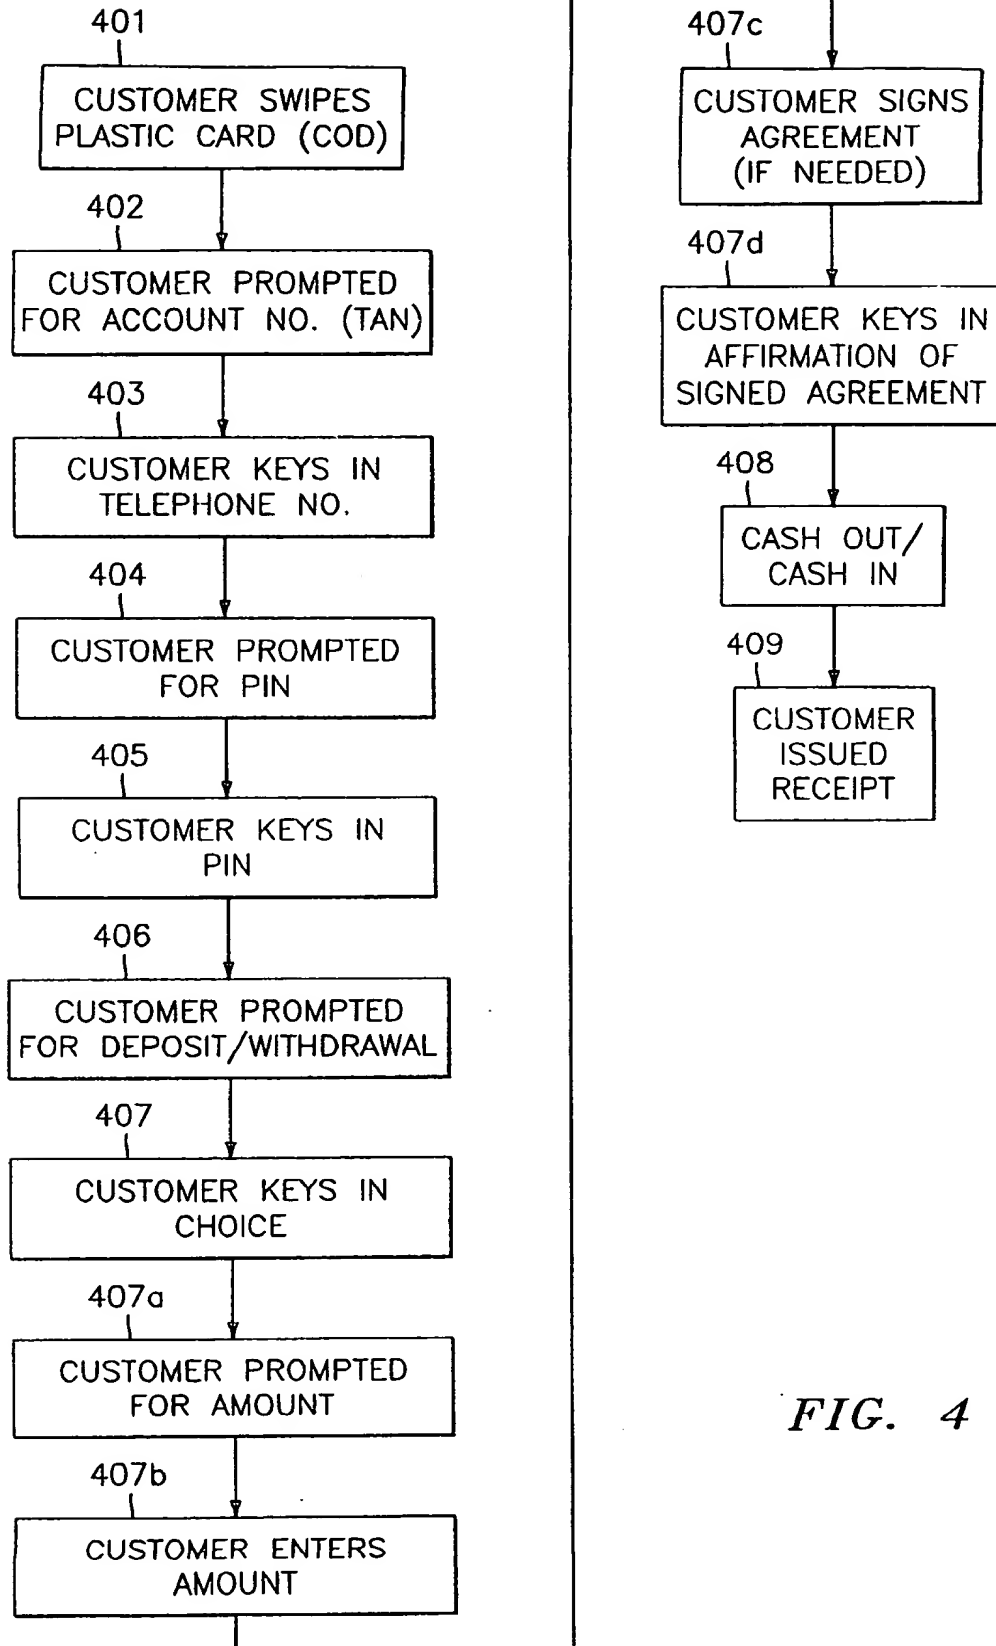 401
CUSTOMER SWIPES
PLASTIC CARD (COD)
402
CUSTOMER PROMPTED
FOR ACCOUNT NO. (TAN)
403
CUSTOMER KEYS IN
TELEPHONE NO.
404
CUSTOMER PROMPTED
FOR PIN
405
CUSTOMER KEYS IN
PIN
406
CUSTOMER PROMPTED
FOR DEPOSIT/WITHDRAWAL
407
CUSTOMER KEYS IN
CHOICE
407a
CUSTOMER PROMPTED
FOR AMOUNT
407b
CUSTOMER ENTERS
AMOUNT
407c
CUSTOMER SIGNS
AGREEMENT
(IF NEEDED)
407d
CUSTOMER KEYS IN
AFFIRMATION OF
SIGNED AGREEMENT
408
CASH OUT/
CASH IN
409
CUSTOMER
ISSUED
RECEIPT
FIG. 4